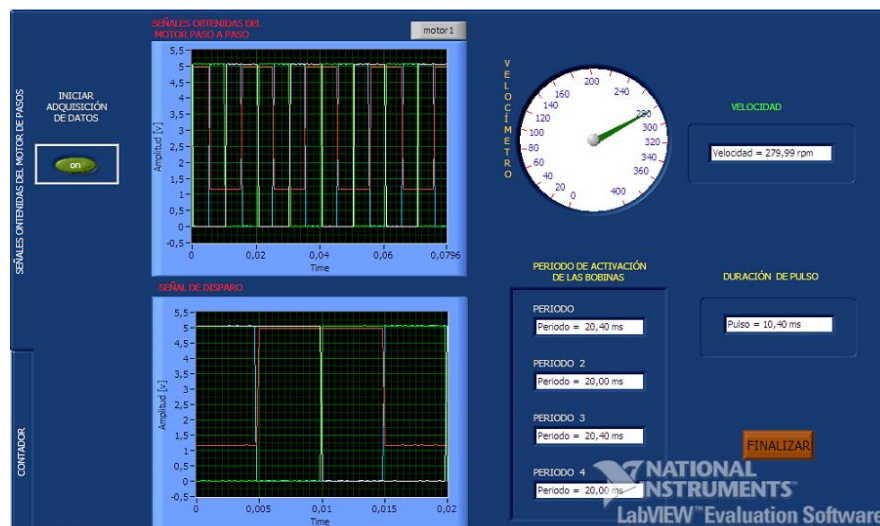 SEÑALES ONTENIDAS DEL MOTOR DE PASOS
CONTADOR
INICIAR
ADQUISICIÓN
DE DATOS
on
SEÑALES OBTENIDAS DEL
MOTOR PASO A PASO
motor1
Amplitud [v]
5,5
5
4,5
4
3,5
3
2,5
2
1,5
1
0,5
0
-0,5
0
0,02
0,04
0,06
0,0796
Time
SEÑAL DE DISPARO
Amplitud [v]
5,5
5
4,5
4
3,5
3
2,5
2
1,5
1
0,5
0
-0,5
0
0,005
0,01
0,015
0,02
Time
VELOCÍMETRO
0
20
40
60
80
100
120
140
160
200
240
280
300
320
340
360
400
VELOCIDAD
Velocidad = 279,99 rpm
PERIODO DE ACTIVACIÓN
DE LAS BOBINAS
PERIODO
Periodo = 20,40 ms
PERIODO 2
Periodo = 20,00 ms
PERIODO 3
Periodo = 20,40 ms
PERIODO 4
Periodo = 20,00 ms
DURACIÓN DE PULSO
Pulso = 10,40 ms
FINALIZAR
NATIONAL
INSTRUMENTS
LabVIEW™ Evaluation Software